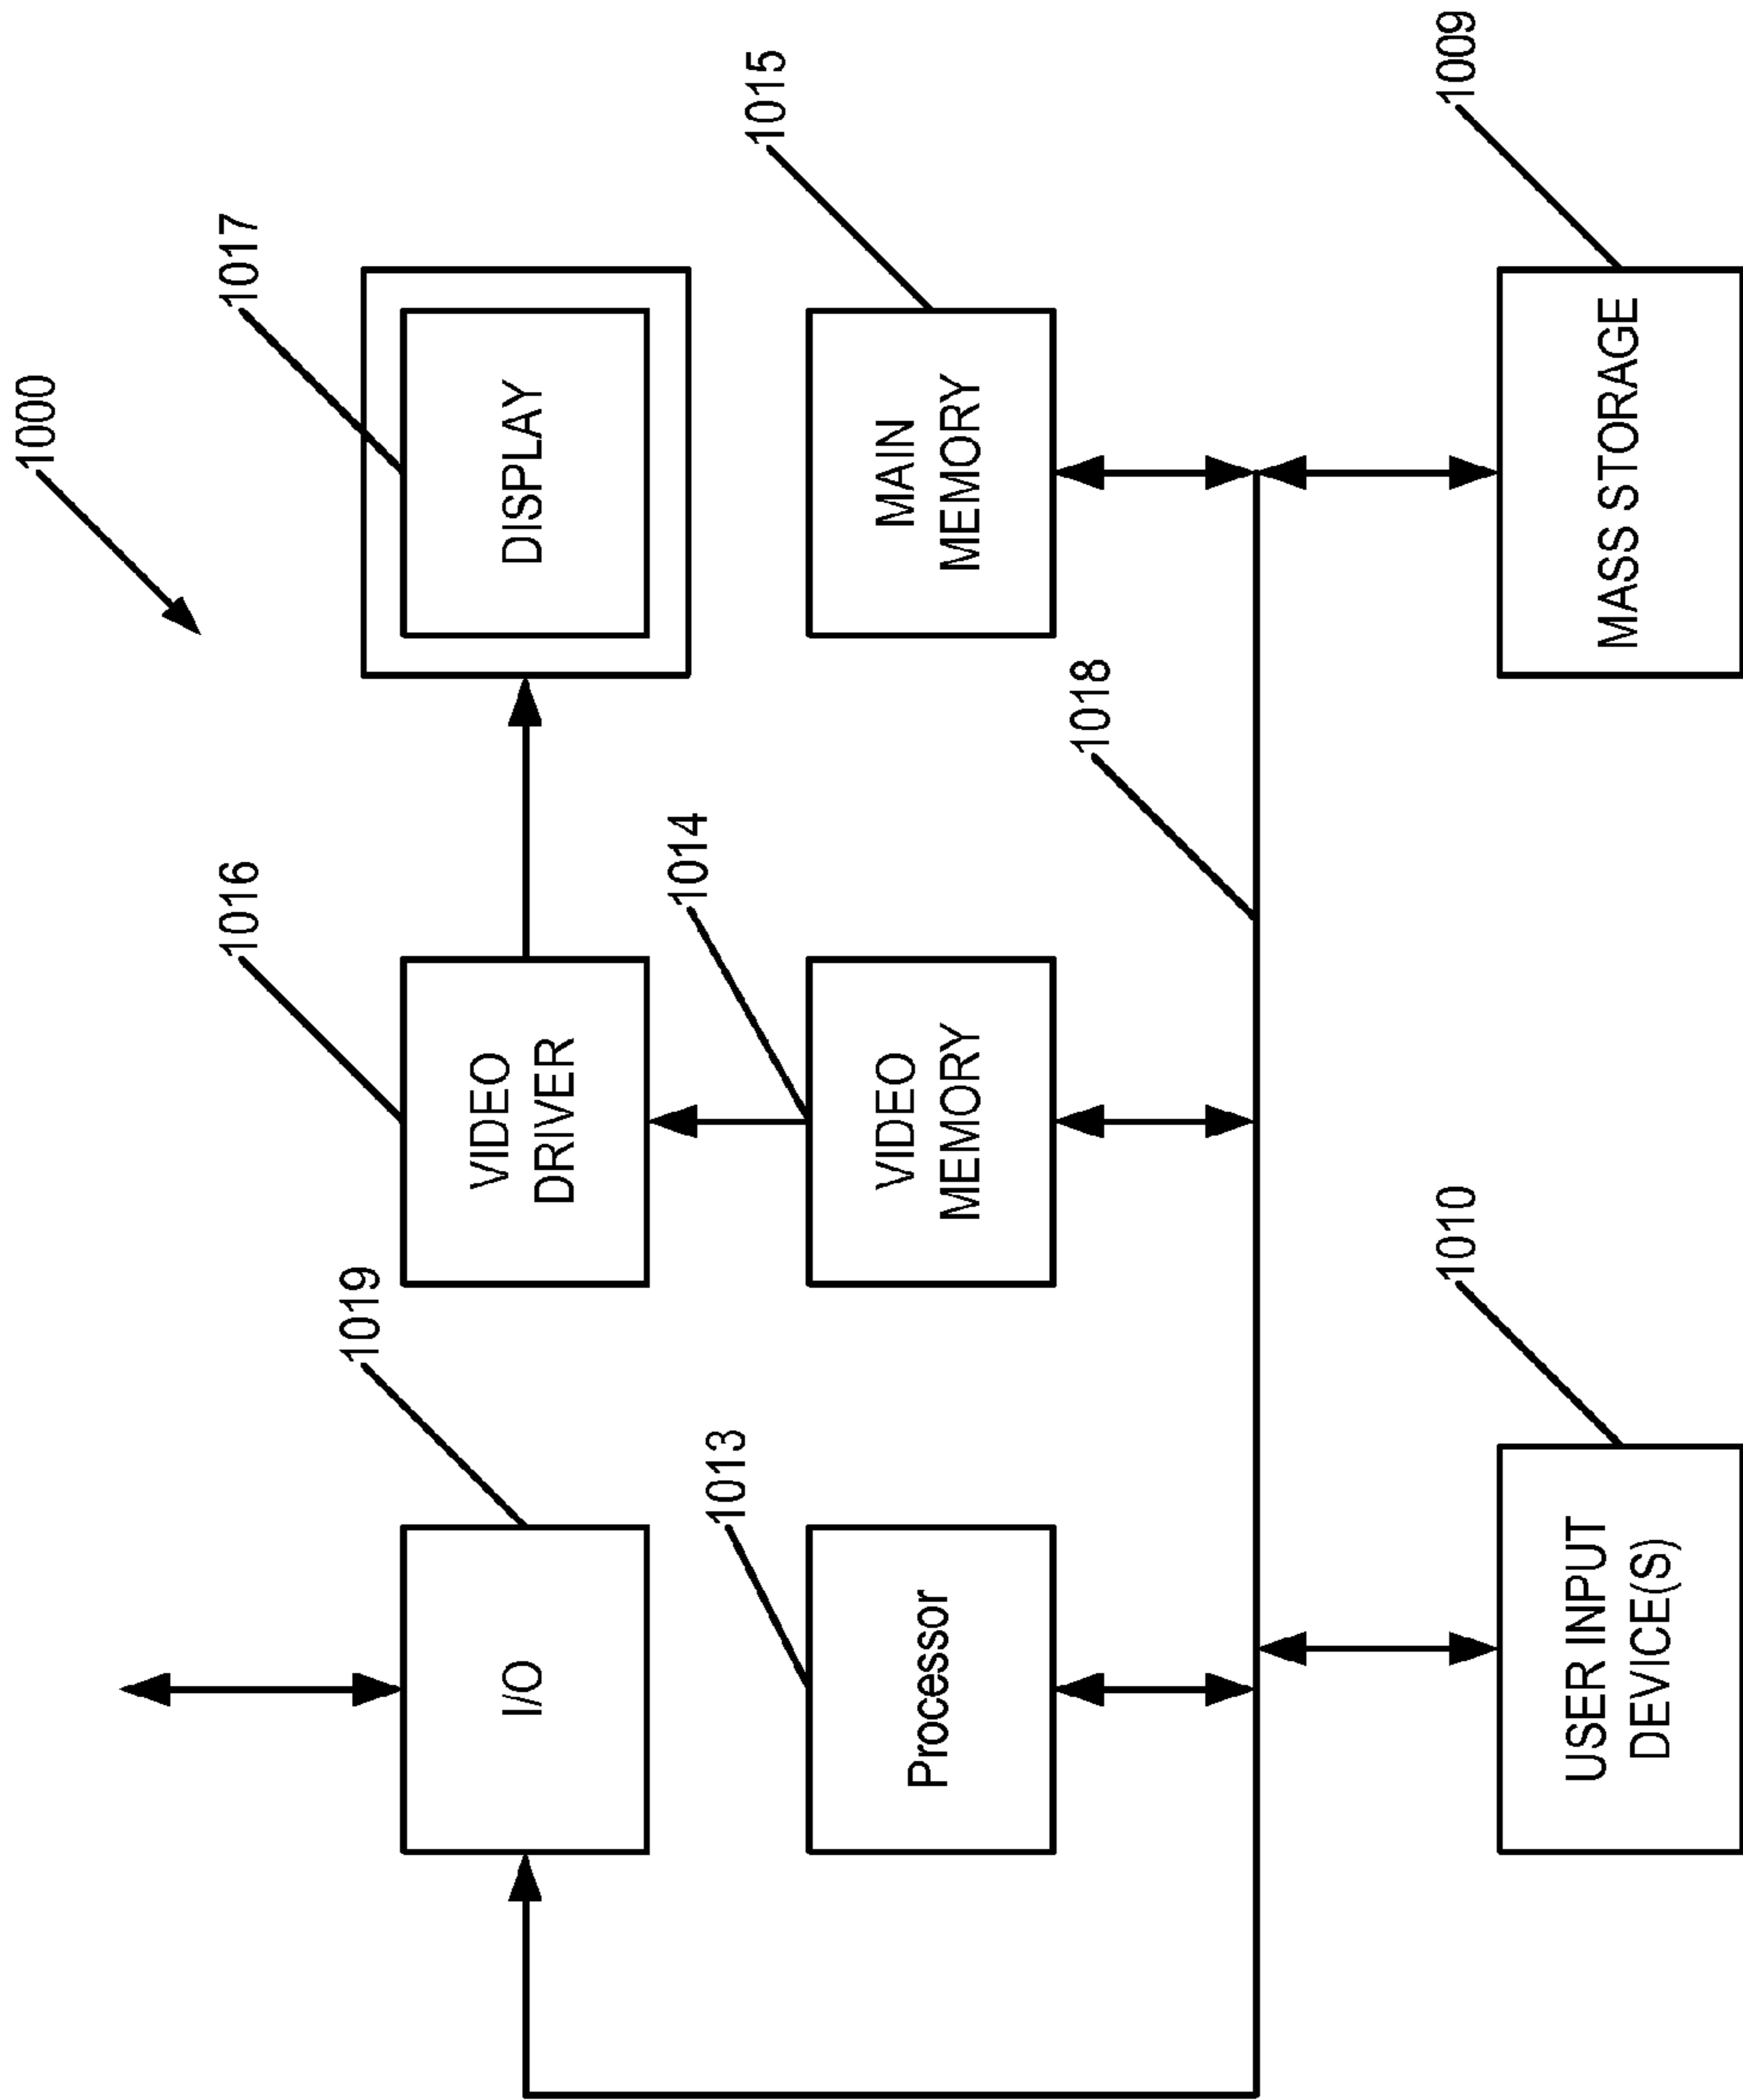 1000
1016
1017
1019
I/O
VIDEO
DRIVER
DISPLAY
1013
1014
1015
Processor
VIDEO
MEMORY
MAIN
MEMORY
1018
1010
1009
USER INPUT
DEVICE(S)
MASS STORAGE